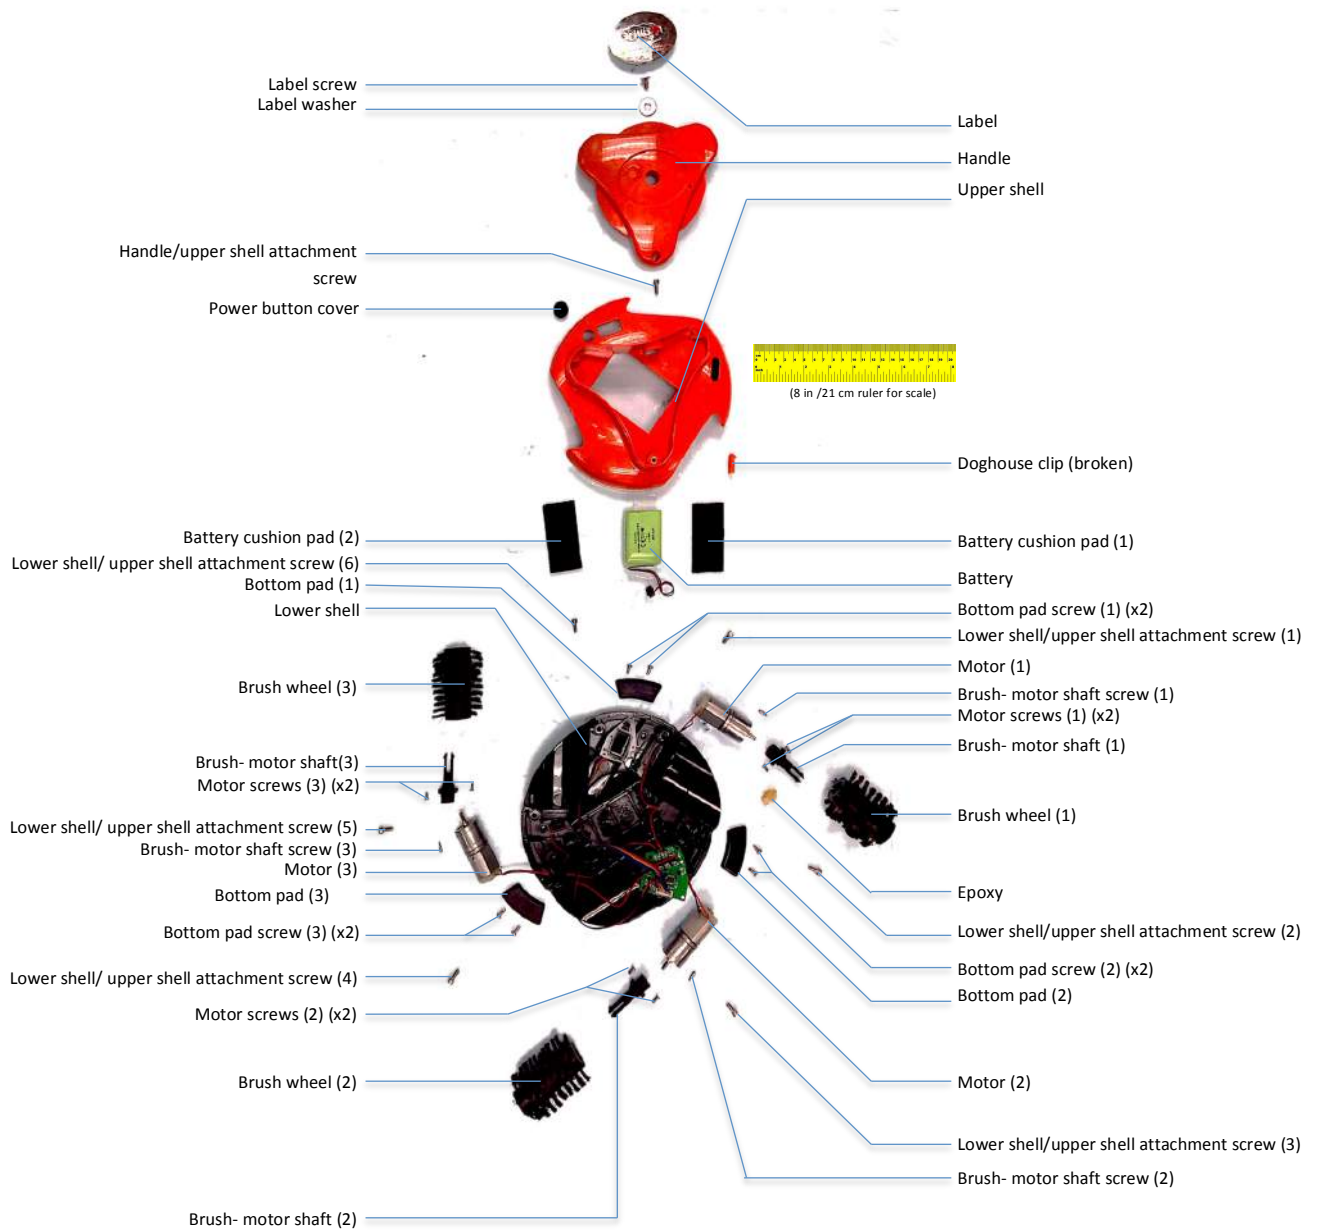 Label screw
Label washer
Label
Handle
Upper shell
Handle/upper shell attachment
screw
Power button cover
(8 in /21 cm ruler for scale)
Doghouse clip (broken)
Battery cushion pad (2)
Battery cushion pad (1)
Lower shell/ upper shell attachment screw (6)
Battery
Bottom pad (1)
Lower shell
Bottom pad screw (1) (x2)
Lower shell/upper shell attachment screw (1)
Motor (1)
Brush wheel (3)
Brush- motor shaft screw (1)
Motor screws (1) (x2)
Brush- motor shaft (1)
Brush- motor shaft(3)
Motor screws (3) (x2)
Brush wheel (1)
Lower shell/ upper shell attachment screw (5)
Brush- motor shaft screw (3)
Motor (3)
Bottom pad (3)
Epoxy
Bottom pad screw (3) (x2)
Lower shell/upper shell attachment screw (2)
Bottom pad screw (2) (x2)
Lower shell/ upper shell attachment screw (4)
Bottom pad (2)
Motor screws (2) (x2)
Brush wheel (2)
Motor (2)
Lower shell/upper shell attachment screw (3)
Brush- motor shaft screw (2)
Brush- motor shaft (2)